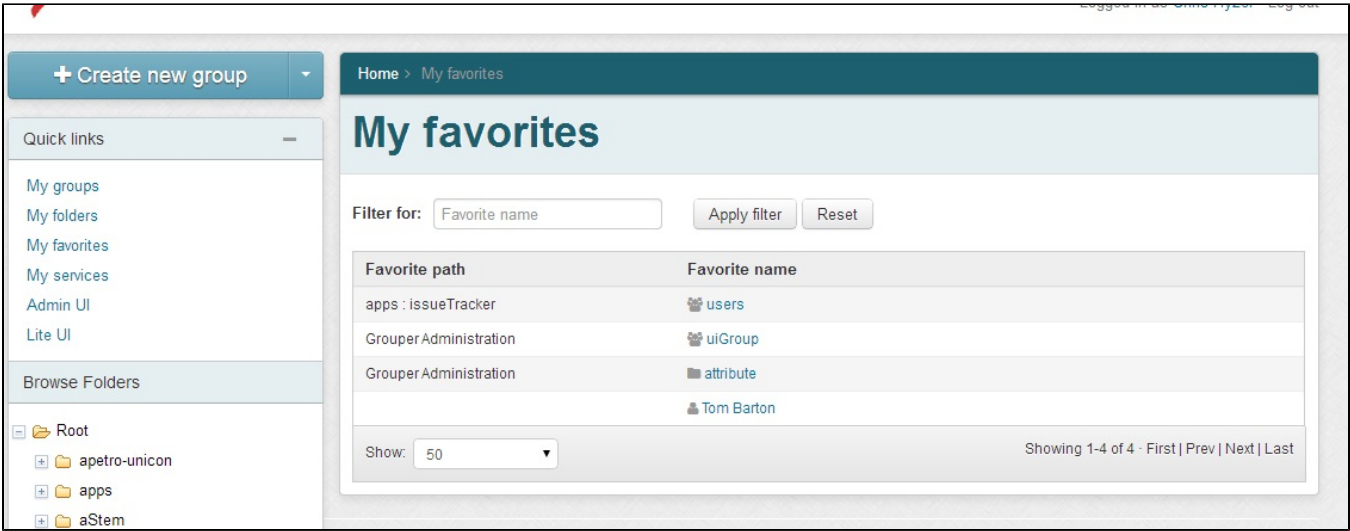 Create new group
Quick links
My groups
My folders
My favorites
My services
Admin UI
Lite UI
Browse Folders
Root
apetro-unicon
apps
aStem
Home > My favorites
My favorites
Filter for: Favorite name Apply filter Reset
Favorite path Favorite name
apps : issueTracker users
Grouper Administration uiGroup
Grouper Administration attribute
Tom Barton
Show: 50 Showing 1-4 of 4 · First | Prev | Next | Last